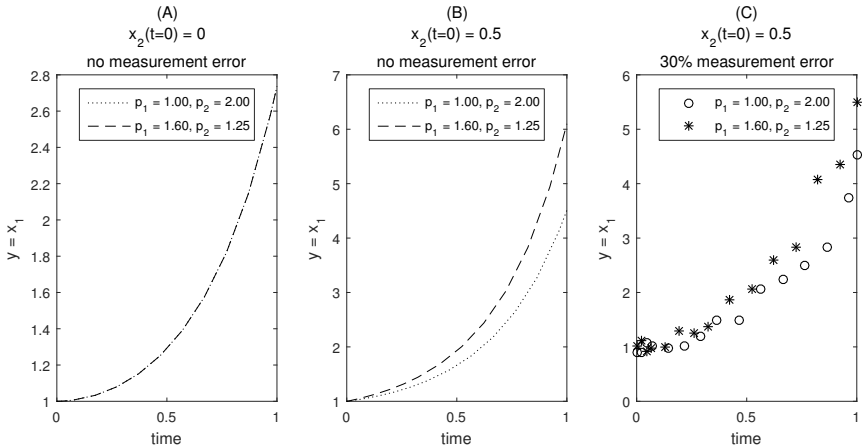 (A)
x₂(t=0) = 0
no measurement error
2.8
2.6
2.4
2.2
2
1.8
1.6
1.4
1.2
1
0
0.5
1
y = x₁
time
p₁ = 1.00, p₂ = 2.00
p₁ = 1.60, p₂ = 1.25
(B)
x₂(t=0) = 0.5
no measurement error
7
6
5
4
3
2
1
0
0.5
1
y = x₁
time
p₁ = 1.00, p₂ = 2.00
p₁ = 1.60, p₂ = 1.25
(C)
x₂(t=0) = 0.5
30% measurement error
6
5
4
3
2
1
0
0
0.5
1
y = x₁
time
p₁ = 1.00, p₂ = 2.00
p₁ = 1.60, p₂ = 1.25